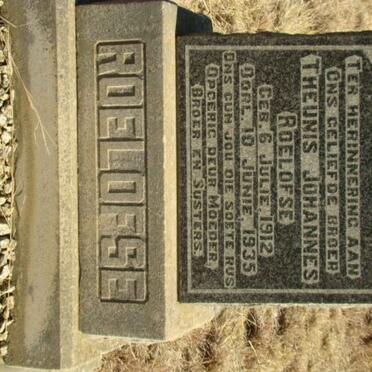 TER HERINNERING AAN
ONS GELIEFDE BROER
THEUNIS JOHANNES
ROELOFSE
GEB. 6 JULIE 1912
OORL. 10 JUNIE 1935
ONS GUN JOU DIE SOETE RUS
OPGERIG DEUR MOEDER
BROER EN SUSTERS
ROELOFSE